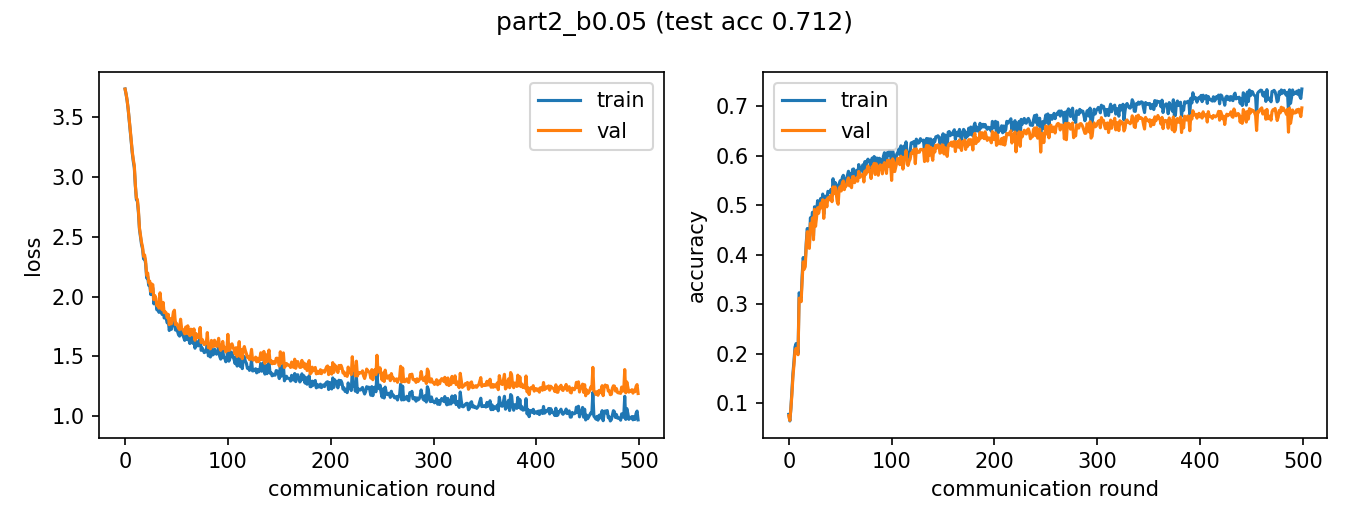 part2_b0.05 (test acc 0.712)
loss
3.5
3.0
2.5
2.0
1.5
1.0
train
val
0
100
200
300
400
500
communication round
accuracy
0.7
0.6
0.5
0.4
0.3
0.2
0.1
train
val
0
100
200
300
400
500
communication round